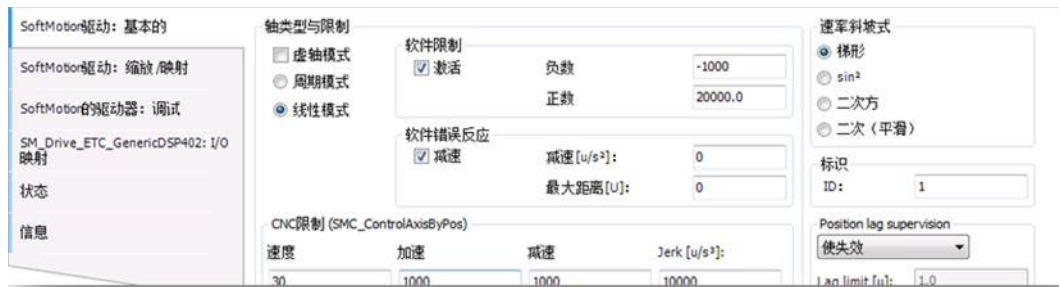 SoftMotion驱动: 基本的
SoftMotion驱动: 缩放/映射
SoftMotion的驱动器: 调试
SM_Drive_ETC_GenericDSP402: I/O
映射
状态
信息
轴类型与限制
虚轴模式
周期模式
线性模式
软件限制
激活
负数
-1000
正数
20000.0
软件错误反应
减速
减速[u/s²]:
0
最大距离[U]:
0
CNC限制 (SMC_ControlAxisByPos)
速度
加速
减速
Jerk [u/s³]:
30
1000
1000
10000
速率斜坡式
梯形
sin²
二次方
二次（平滑）
标识
ID:
1
Position lag supervision
使失效
Lag limit [u]:
1.0